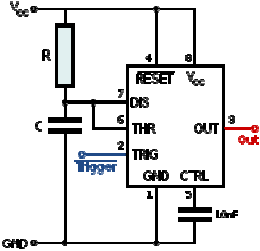 Vcc
R
4
8
RESET
Vcc
7
DIS
C
6
THR
OUT
3
Out
2
TRIG
Trigger
GND
CTRL
1
5
10nF
GND